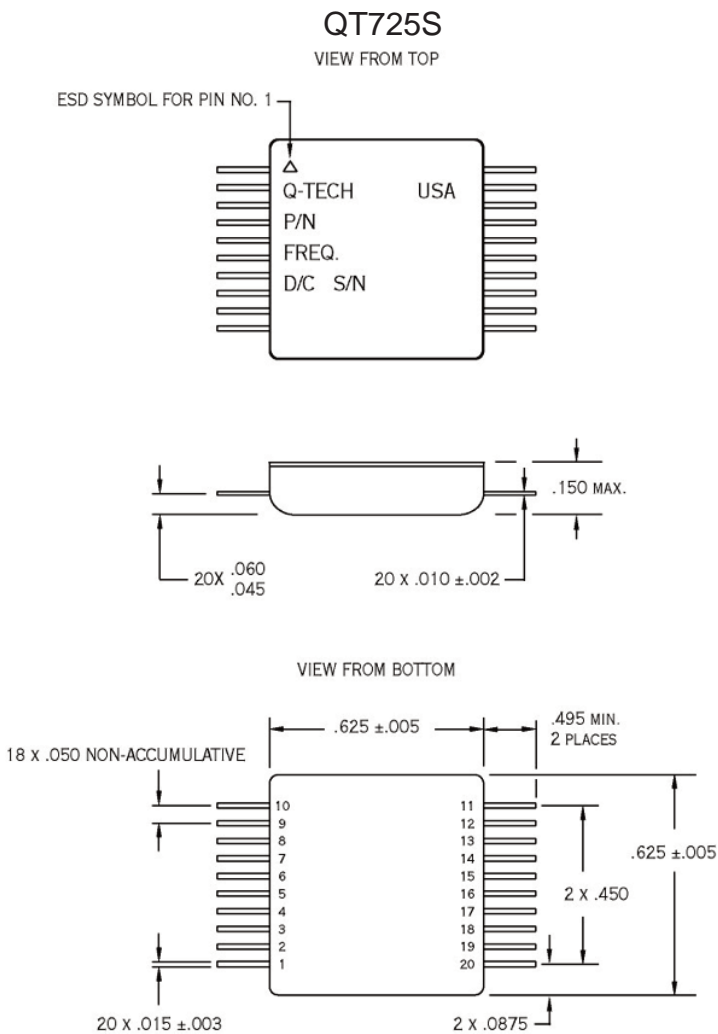 QT725S
VIEW FROM TOP
ESD SYMBOL FOR PIN NO. 1
Q-TECH USA
P/N
FREQ.
D/C S/N
.150 MAX.
20X .060
.045
20 x .010 ±.002
VIEW FROM BOTTOM
.625 ±.005
.495 MIN.
2 PLACES
18 x .050 NON-ACCUMULATIVE
10 11
9 12
8 13
7 14
6 15
5 16
4 17
3 18
2 19
1 20
.625 ±.005
2 x .450
20 x .015 ±.003
2 x .0875